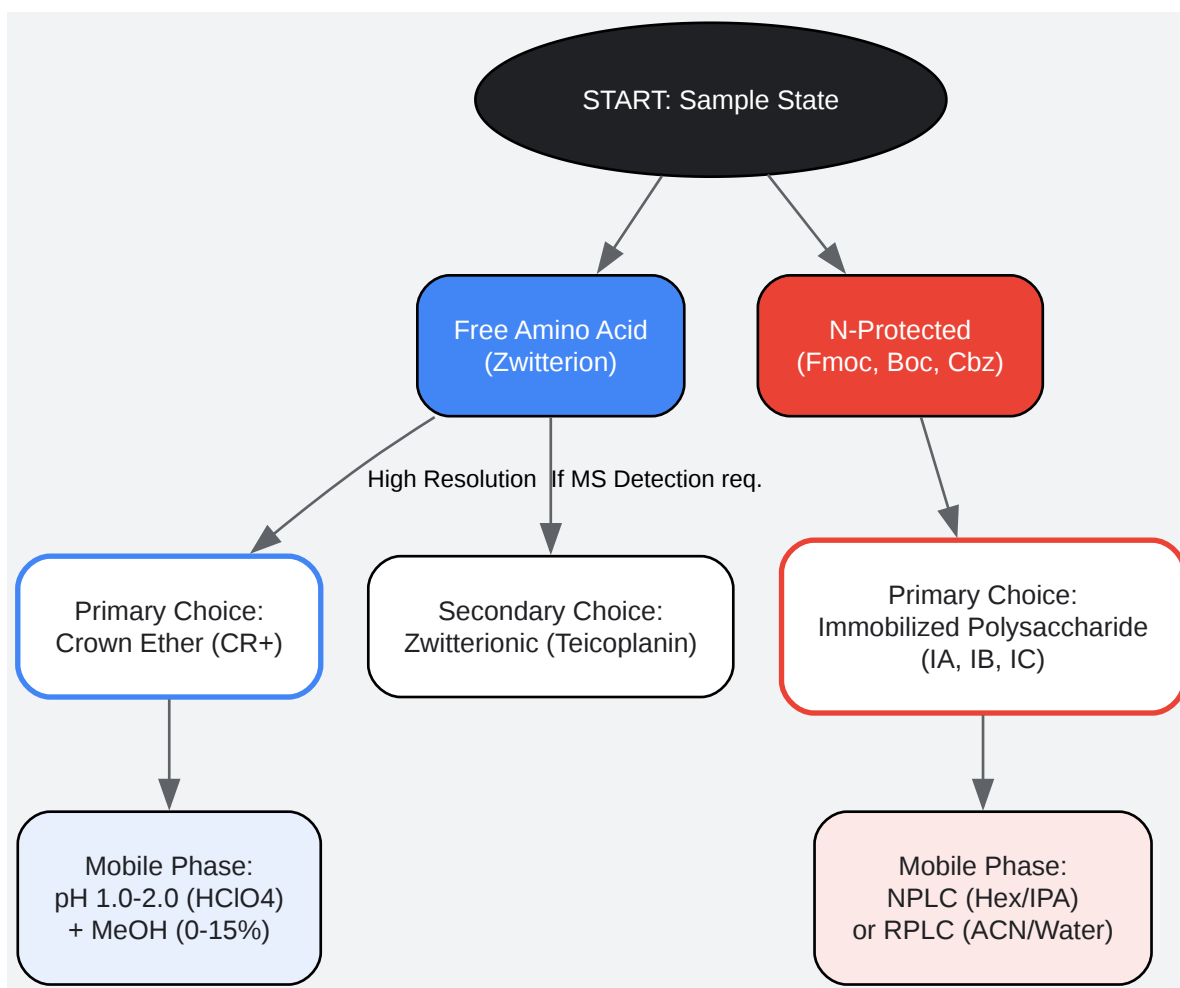 START: Sample State
Free Amino Acid
(Zwitterion)
N-Protected
(Fmoc, Boc, Cbz)
High Resolution
If MS Detection req.
Primary Choice:
Crown Ether (CR+)
Secondary Choice:
Zwitterionic (Teicoplanin)
Primary Choice:
Immobilized Polysaccharide
(IA, IB, IC)
Mobile Phase:
pH 1.0-2.0 (HClO4)
+ MeOH (0-15%)
Mobile Phase:
NPLC (Hex/IPA)
or RPLC (ACN/Water)